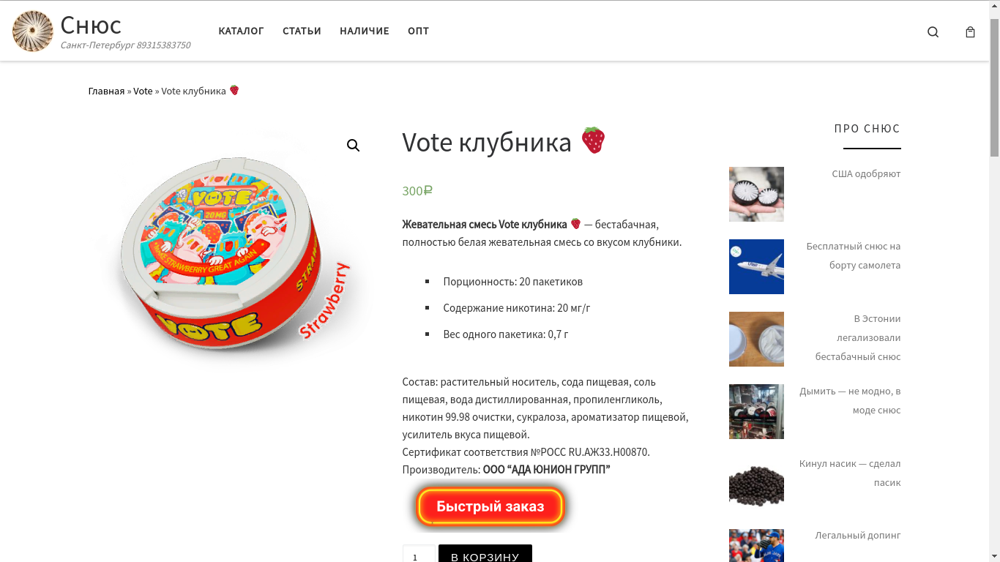 Снюс
Санкт-Петербург 89315383750
КАТАЛОГ СТАТЬИ НАЛИЧИЕ ОПТ
Главная » Vote » Vote клубника
VOTE
20 MG
MAKE STRAWBERRY GREAT AGAIN
VOTE
Strawberry
Vote клубника
300₽
Жевательная смесь Vote клубника — бестабачная,
полностью белая жевательная смесь со вкусом клубники.
Порционность: 20 пакетиков
Содержание никотина: 20 мг/г
Вес одного пакетика: 0,7 г
Состав: растительный носитель, сода пищевая, соль
пищевая, вода дистиллированная, пропиленгликоль,
никотин 99.98 очистки, сукралоза, ароматизатор пищевой,
усилитель вкуса пищевой.
Сертификат соответствия №РОСС RU.АЖ33.Н00870.
Производитель: ООО “АДА ЮНИОН ГРУПП”
Быстрый заказ
1
В КОРЗИНУ
ПРО СНЮС
США одобряют
Бесплатный снюс на
борту самолета
В Эстонии
легализовали
бестабачный снюс
Дымить — не модно, в
моде снюс
Кинул насик — сделал
пасик
Легальный допинг